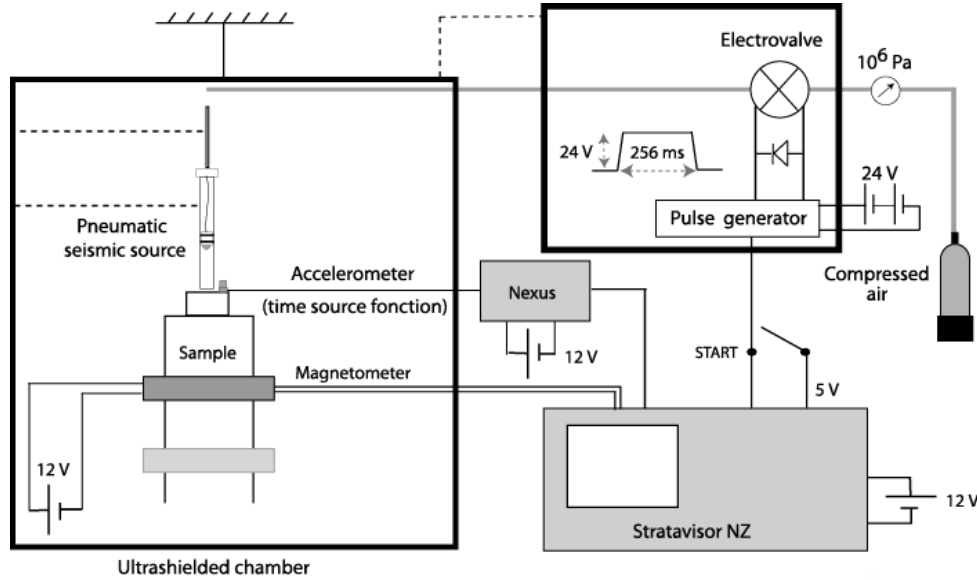 Electrovalve
10⁶ Pa
24 V
256 ms
24 V
Pulse generator
Pneumatic
seismic source
Compressed
air
Accelerometer
(time source fonction)
Nexus
12 V
START
5 V
Sample
Magnetometer
12 V
Stratavisor NZ
12 V
Ultrashielded chamber